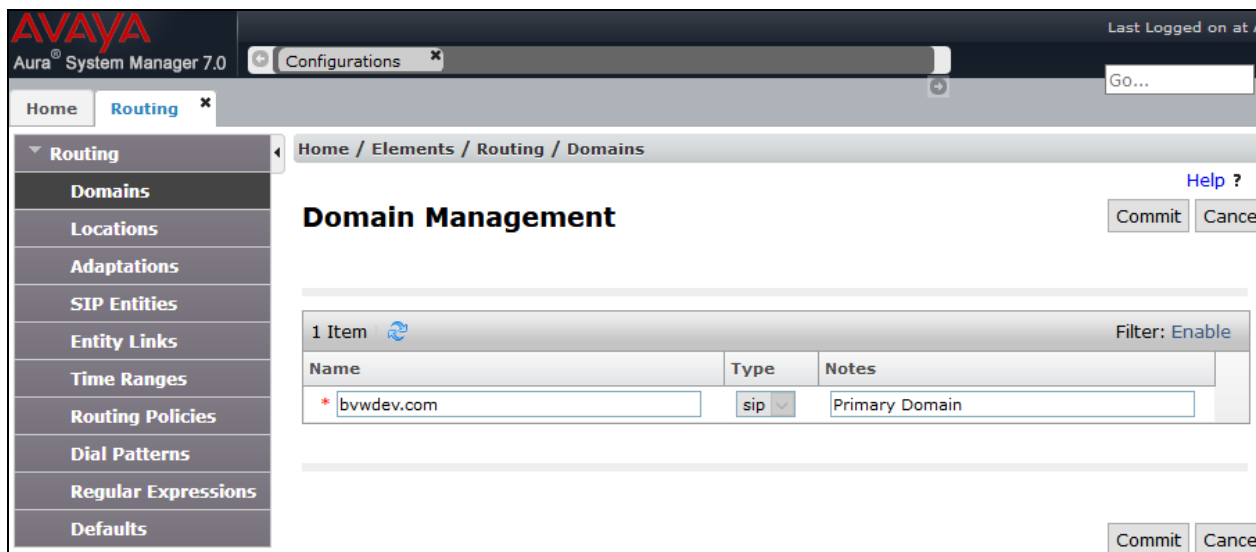 AVAYA
Last Logged on at
Aura® System Manager 7.0
Configurations
Go...
Home
Routing
Routing
Home / Elements / Routing / Domains
Help ?
Domains
Domain Management
Commit
Locations
Adaptations
SIP Entities
1 Item
Filter: Enable
Entity Links
Name
Type
Notes
Time Ranges
* bvwdev.com
sip
Primary Domain
Routing Policies
Dial Patterns
Regular Expressions
Defaults
Commit